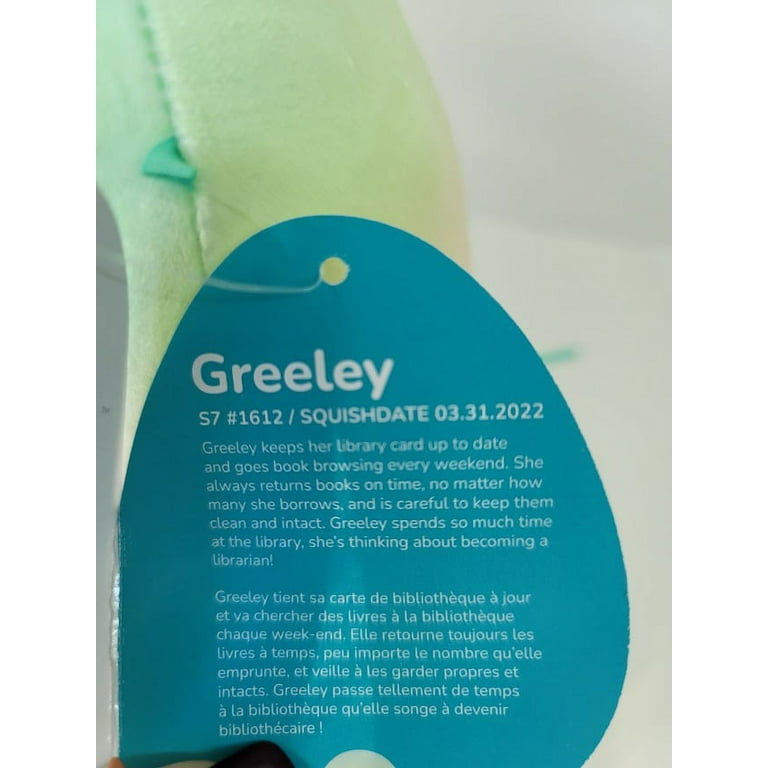 Greeley
S7 #1612 / SQUISHDATE 03.31.2022
Greeley keeps her library card up to date
and goes book browsing every weekend. She
always returns books on time, no matter how
many she borrows, and is careful to keep them
clean and intact. Greeley spends so much time
at the library, she's thinking about becoming a
librarian!
Greeley tient sa carte de bibliothèque à jour
et va chercher des livres à la bibliothèque
chaque week-end. Elle retourne toujours les
livres à temps, peu importe le nombre qu'elle
emprunte, et veille à les garder propres et
intacts. Greeley passe tellement de temps
à la bibliothèque qu'elle songe à devenir
bibliothécaire !